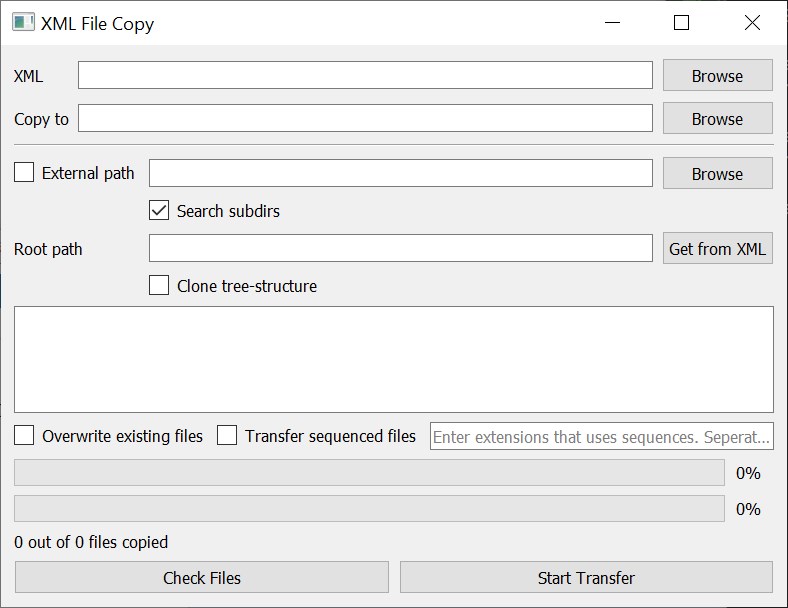 XML File Copy
XML Browse
Copy to Browse
External path Browse
Search subdirs
Root path Get from XML
Clone tree-structure
Overwrite existing files Transfer sequenced files Enter extensions that uses sequences. Seperat...
0%
0%
0 out of 0 files copied
Check Files Start Transfer